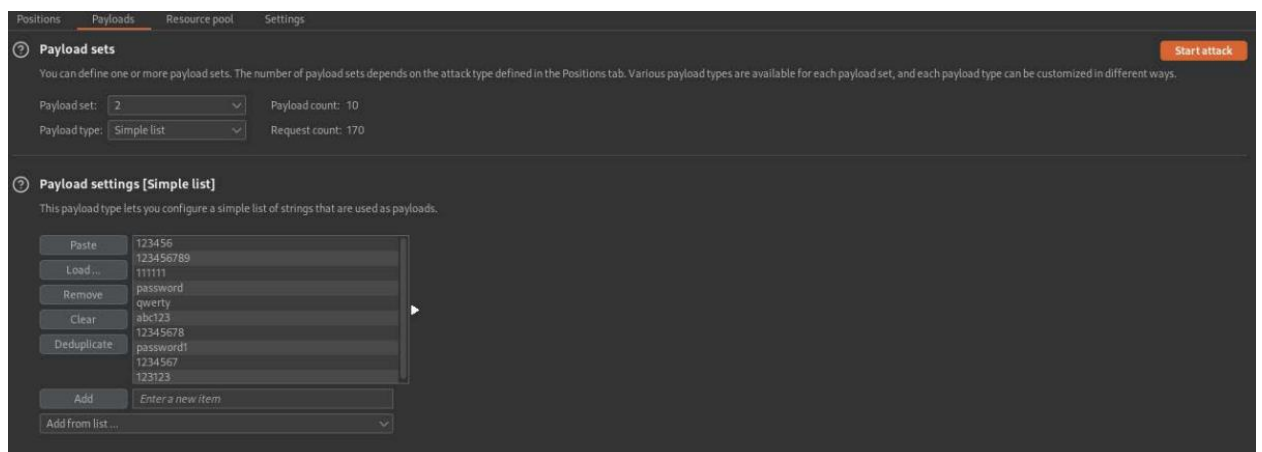 Positions Payloads Resource pool Settings
Payload sets
Start attack
You can define one or more payload sets. The number of payload sets depends on the attack type defined in the Positions tab. Various payload types are available for each payload set, and each payload type can be customized in different ways.
Payload set: 2 Payload count: 10
Payload type: Simple list Request count: 170
Payload settings [Simple list]
This payload type lets you configure a simple list of strings that are used as payloads.
Paste
Load ...
Remove
Clear
Deduplicate
123456
123456789
111111
password
qwerty
abc123
12345678
password1
1234567
123123
Add Enter a new item
Add from list ...